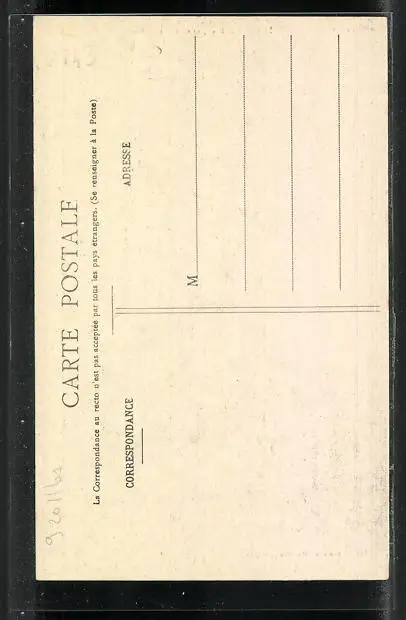 CARTE POSTALE
La Correspondance au recto n'est pas acceptée par tous les pays étrangers. (Se renseigner à la Poste)
CORRESPONDANCE
ADRESSE
M